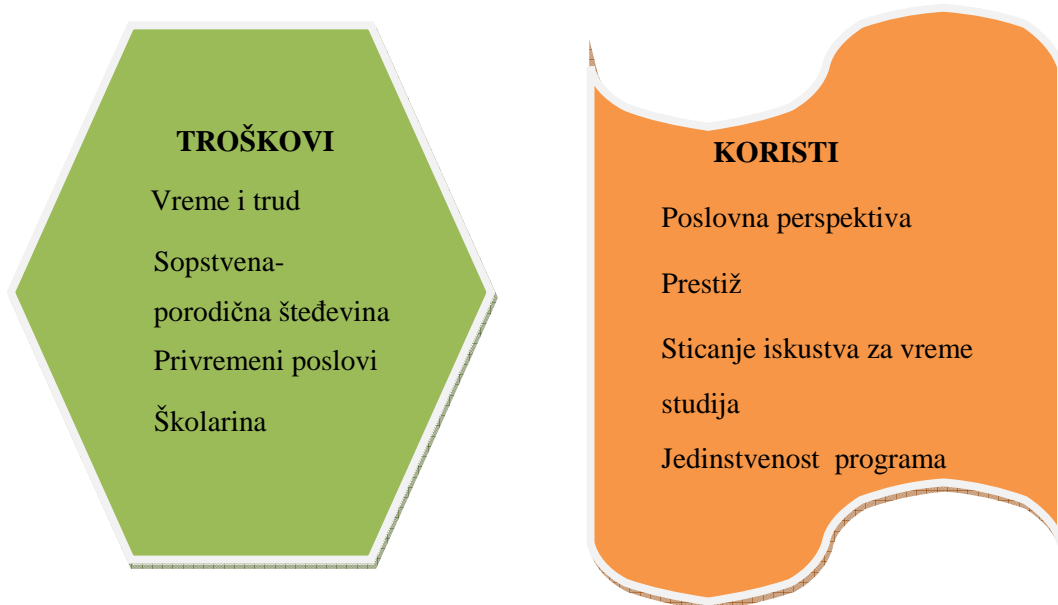 TROŠKOVI
Vreme i trud
Sopstvena-
porodična šteđevina
Privremeni poslovi
Školarina
KORISTI
Poslovna perspektiva
Prestiž
Sticanje iskustva za vreme
studija
Jedinstvenost programa